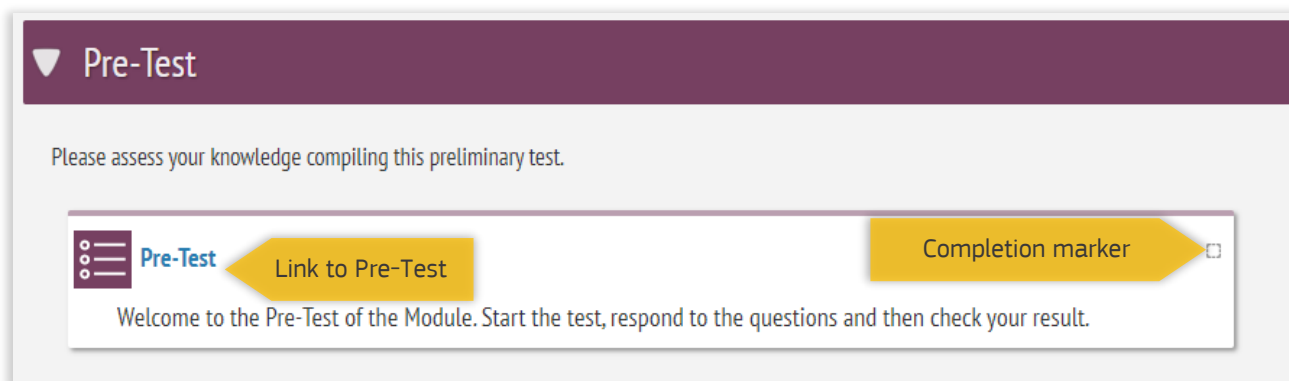 Pre-Test
Please assess your knowledge compiling this preliminary test.
Pre-Test
Link to Pre-Test
Completion marker
Welcome to the Pre-Test of the Module. Start the test, respond to the questions and then check your result.